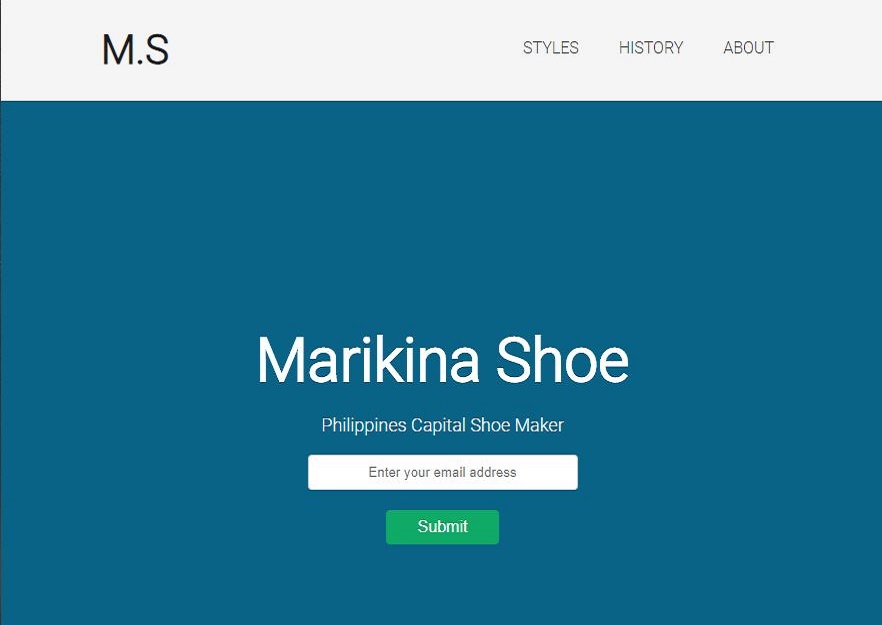 M.S
STYLES HISTORY ABOUT
Marikina Shoe
Philippines Capital Shoe Maker
Enter your email address
Submit